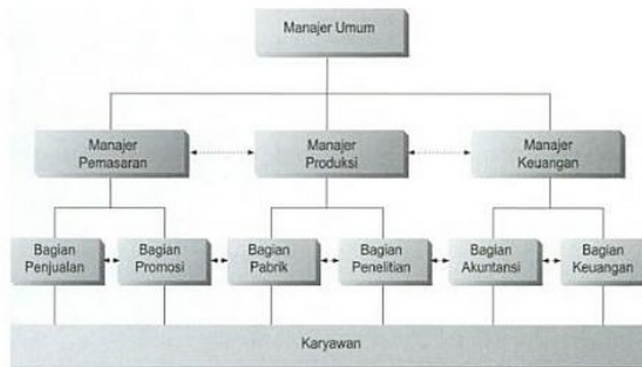 Manajer Umum
Manajer
Pemasaran
Manajer
Produksi
Manajer
Keuangan
Bagian
Penjualan
Bagian
Promosi
Bagian
Pabrik
Bagian
Penelitian
Bagian
Akuntansi
Bagian
Keuangan
Karyawan